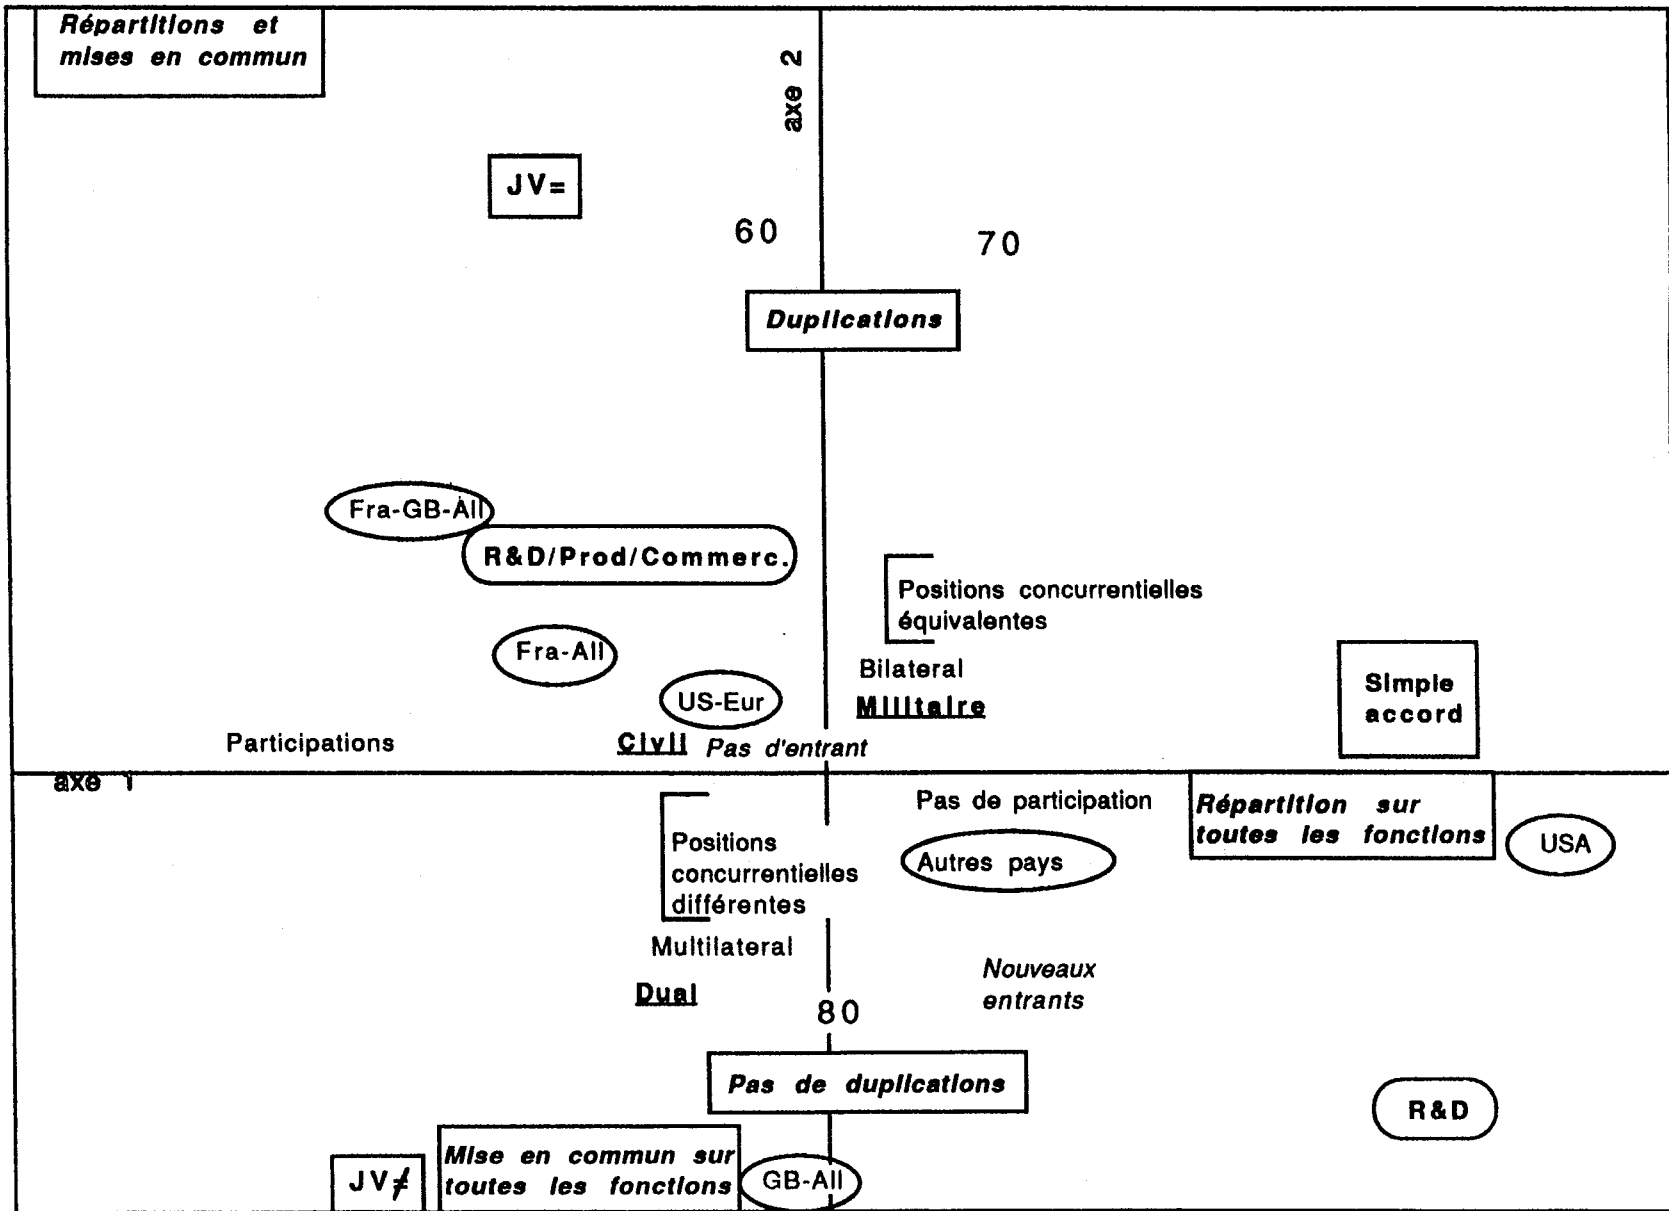 Répartitions et
mises en commun
axe 2
JV=
60
70
Duplications
Fra-GB-All
R&D/Prod/Commerc.
Positions concurrentielles
équivalentes
Fra-All
Bilateral
US-Eur
Militaire
Simple
accord
Participations
Civil
Pas d'entrant
axe 1
Pas de participation
Répartition sur
toutes les fonctions
USA
Positions
concurrentielles
différentes
Autres pays
Multilateral
Nouveaux
entrants
Dual
80
Pas de duplications
R&D
Mise en commun sur
toutes les fonctions
JV≠
GB-All